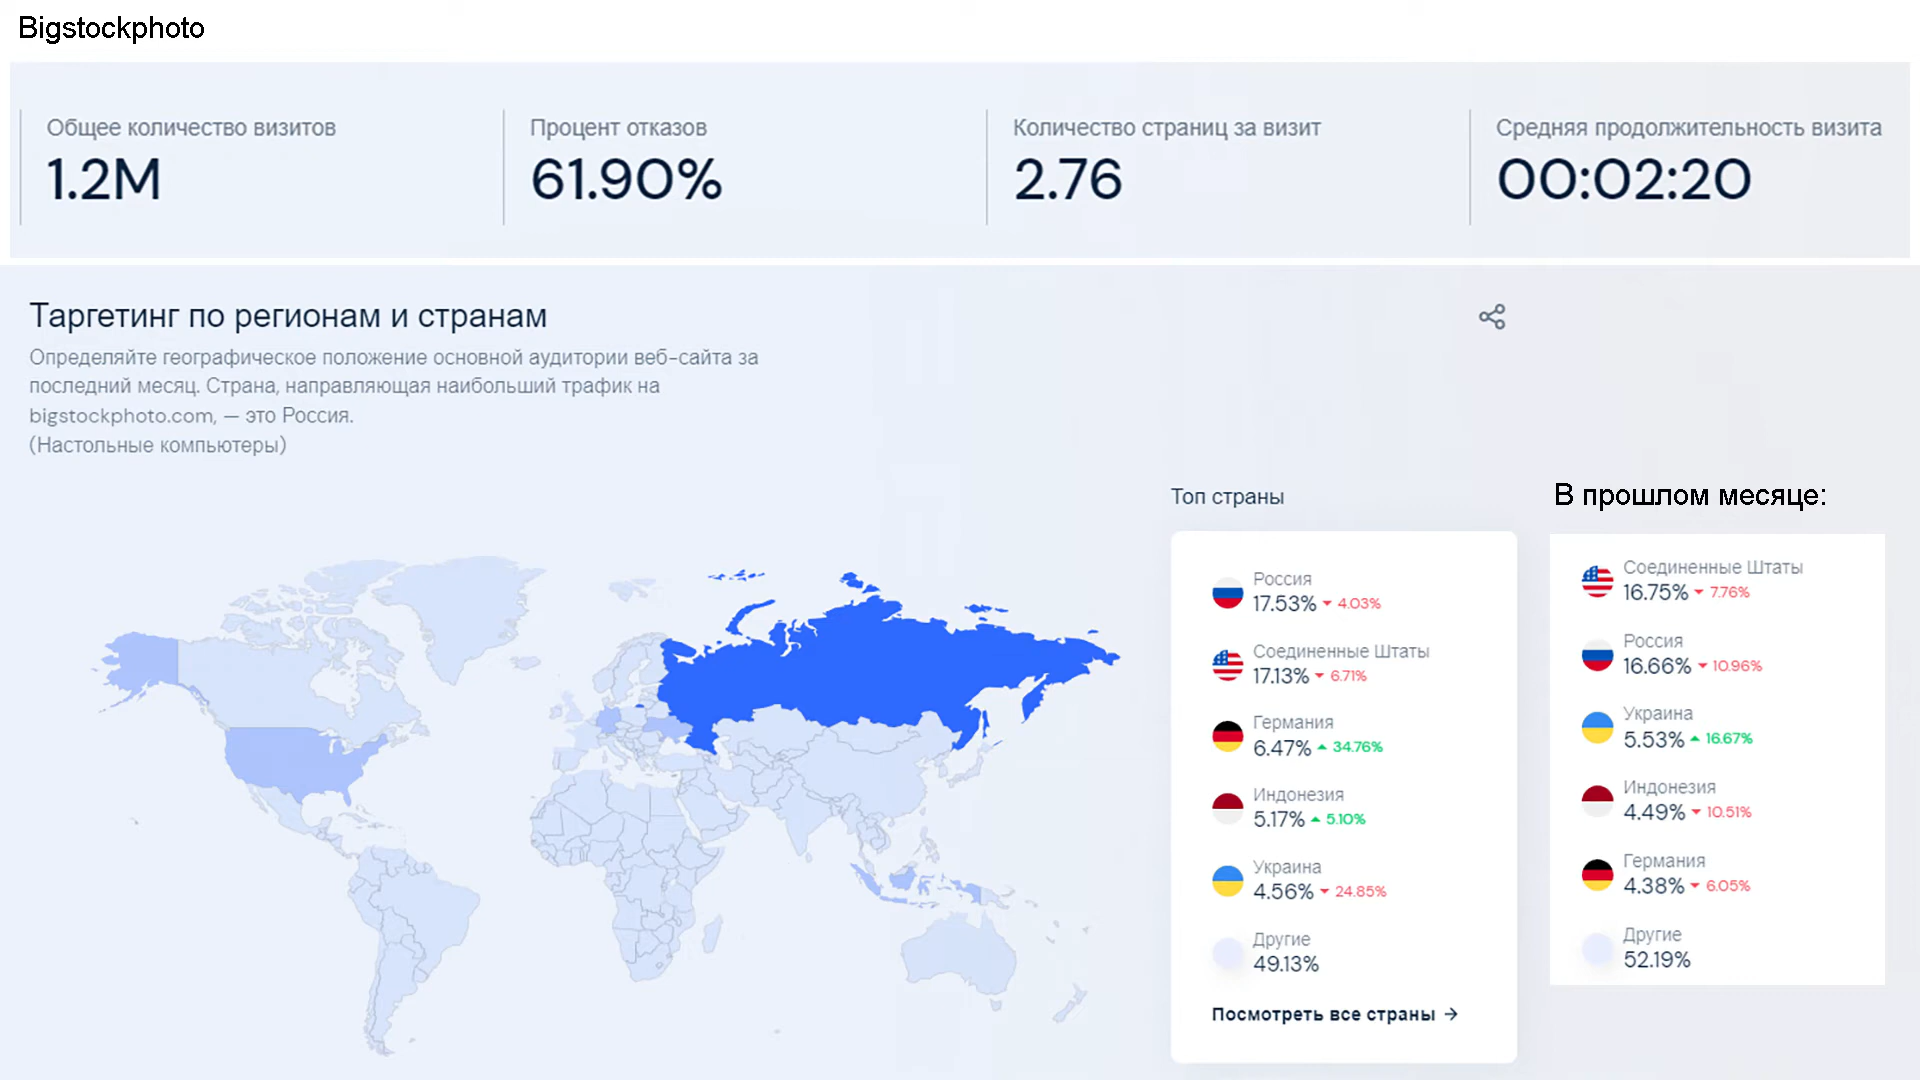 Bigstockphoto
Общее количество визитов
1.2M
Процент отказов
61.90%
Количество страниц за визит
2.76
Средняя продолжительность визита
00:02:20
Таргетинг по регионам и странам
Определяйте географическое положение основной аудитории веб-сайта за
последний месяц. Страна, направляющая наибольший трафик на
bigstockphoto.com, — это Россия.
(Настольные компьютеры)
Топ страны
Россия
17.53% 4.03%
Соединенные Штаты
17.13% 6.71%
Германия
6.47% 34.76%
Индонезия
5.17% 5.10%
Украина
4.56% 24.85%
Другие
49.13%
Посмотреть все страны →
В прошлом месяце:
Соединенные Штаты
16.75% 7.76%
Россия
16.66% 10.96%
Украина
5.53% 16.67%
Индонезия
4.49% 10.51%
Германия
4.38% 6.05%
Другие
52.19%